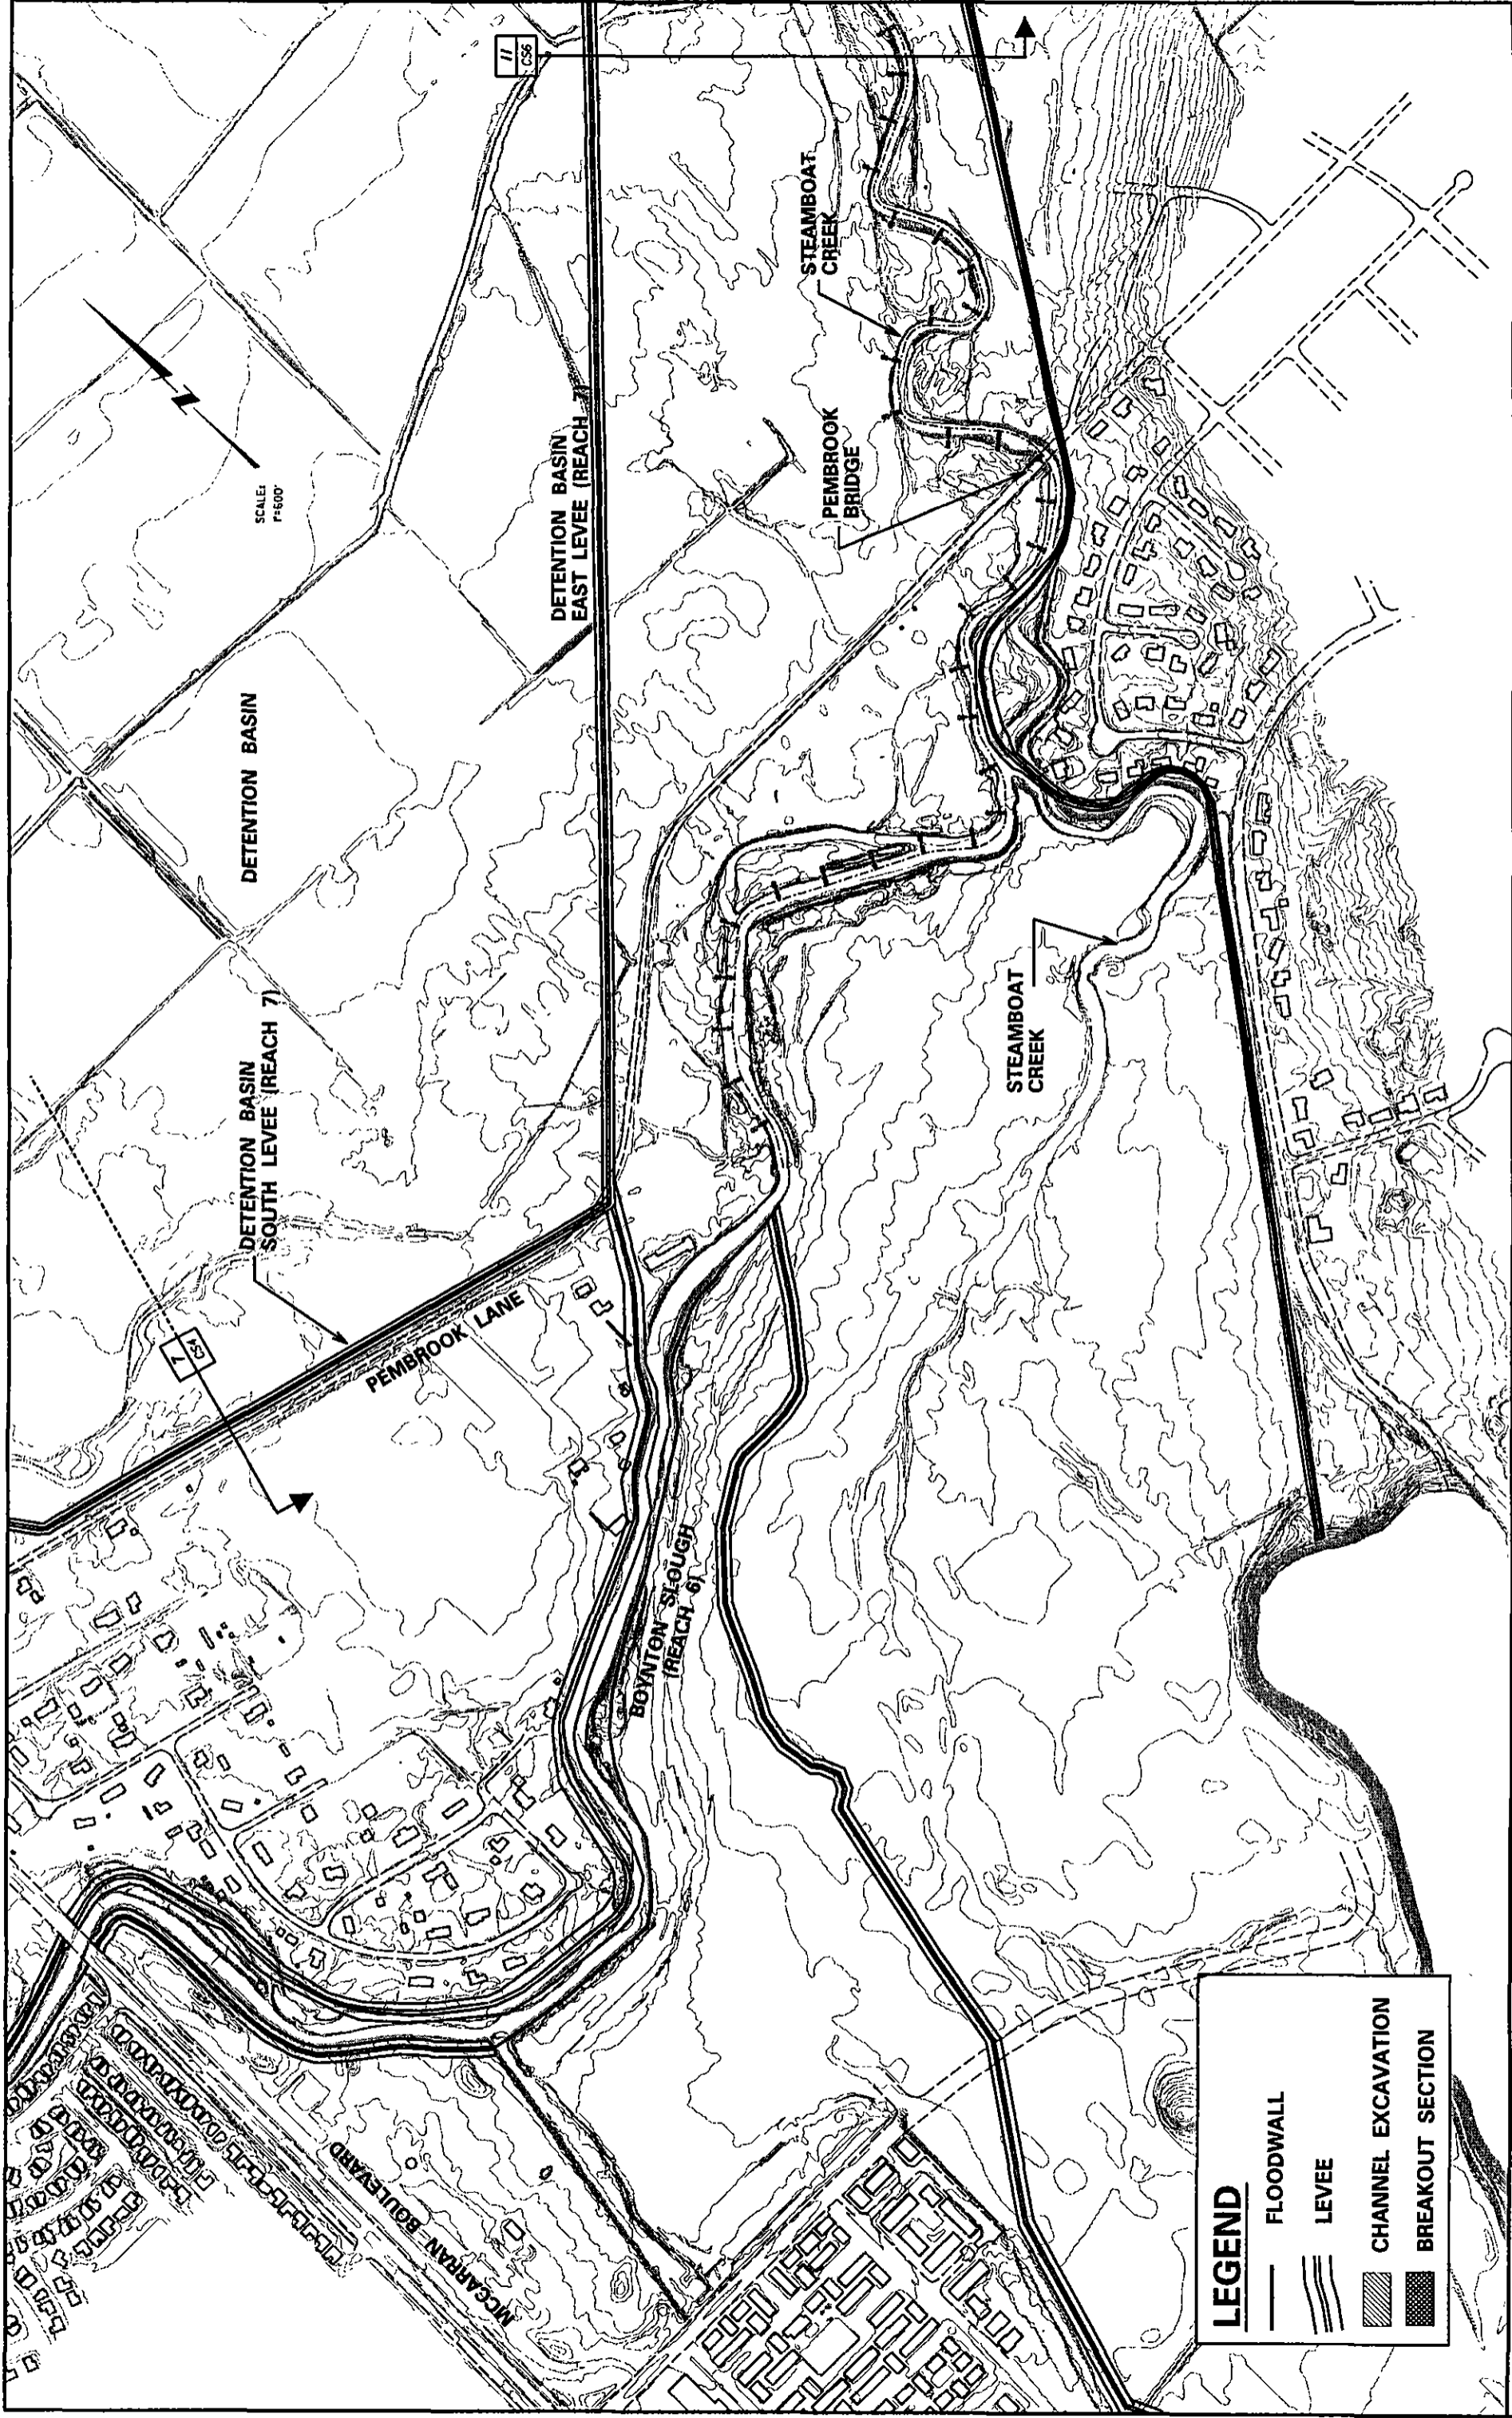 11
CS6
STEAMBOAT
CREEK
SCALE:
1"=600'
N
DETENTION BASIN
EAST LEVEE (REACH 7)
PEMBROOK
BRIDGE
DETENTION BASIN
DETENTION BASIN
SOUTH LEVEE (REACH 7)
STEAMBOAT
CREEK
7
CS4
PEMBROOK LANE
BOYNTON SLOUGH
(REACH 6)
MCCARRAN BOULEVARD
LEGEND
FLOODWALL
LEVEE
CHANNEL EXCAVATION
BREAKOUT SECTION